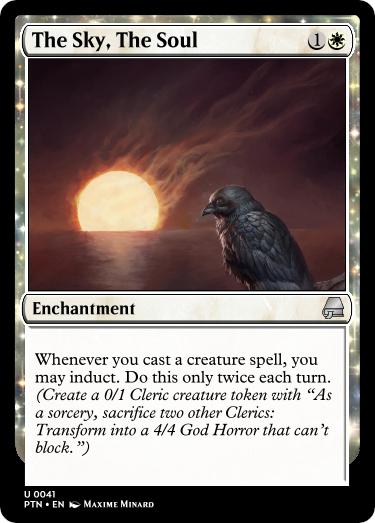 The Sky, The Soul 1
Enchantment
Whenever you cast a creature spell, you
may induct. Do this only twice each turn.
(Create a 0/1 Cleric creature token with “As
a sorcery, sacrifice two other Clerics:
Transform into a 4/4 God Horror that can’t
block.”)
U 0041
PTN • EN Maxime Minard